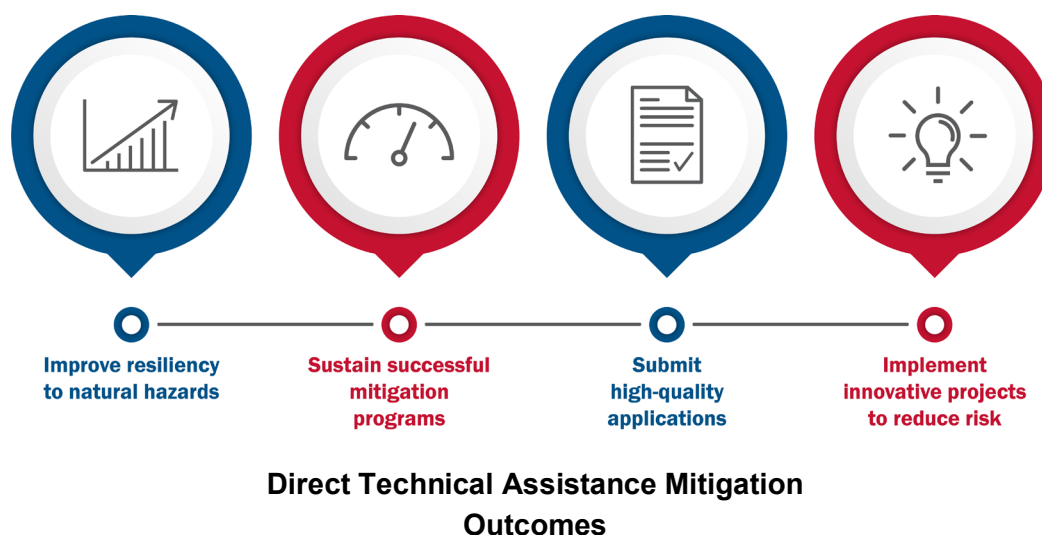 Improve resiliency
to natural hazards
Sustain successful
mitigation
programs
Submit
high-quality
applications
Implement
innovative projects
to reduce risk
Direct Technical Assistance Mitigation
Outcomes